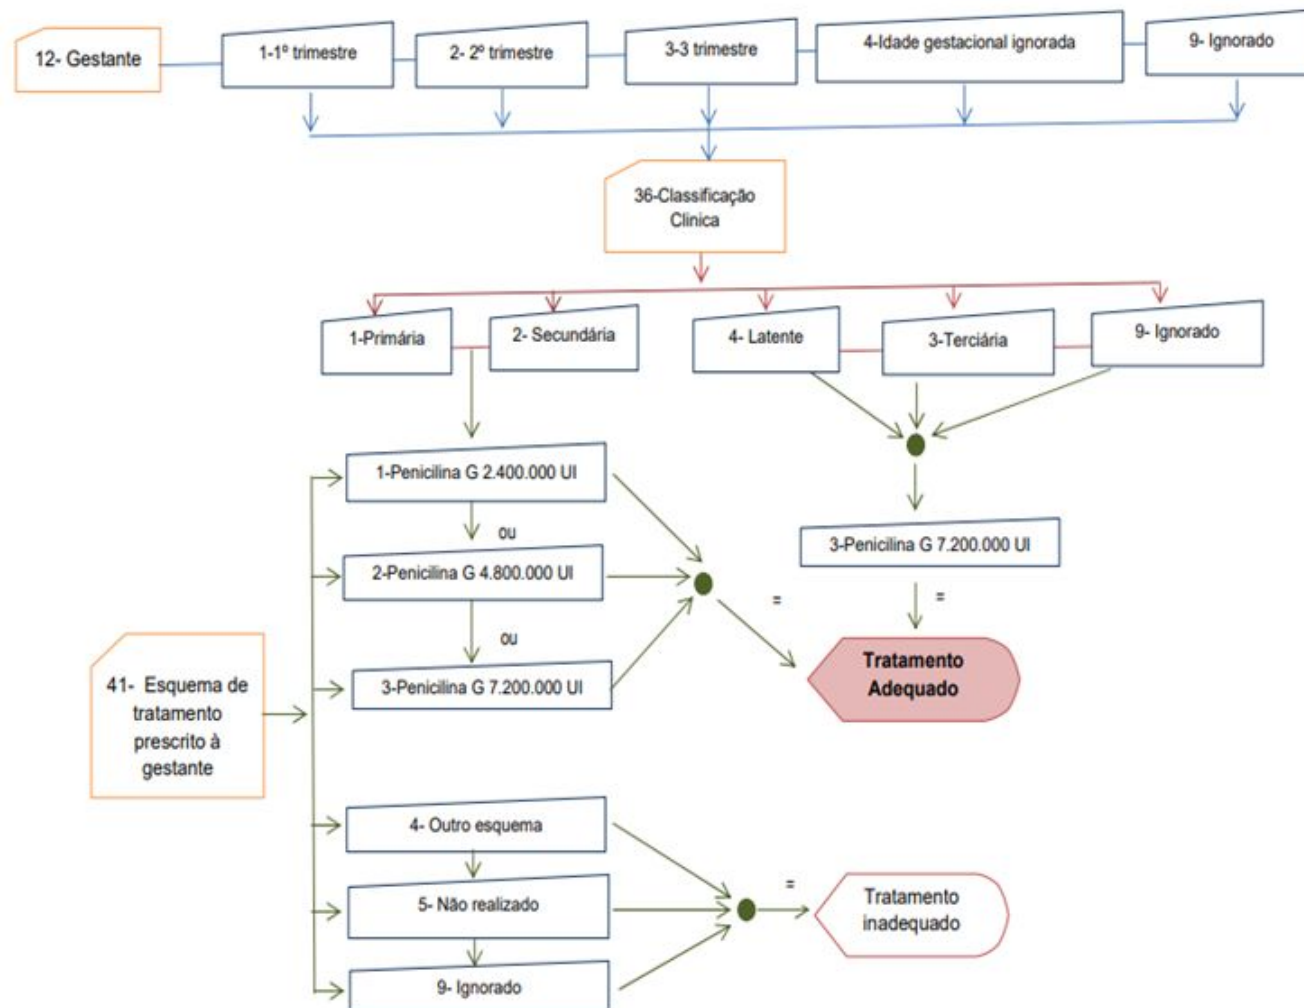 12- Gestante
1-1º trimestre
2- 2º trimestre
3-3 trimestre
4-Idade gestacional ignorada
9- Ignorado
36-Classificação
Clinica
1-Primária
2- Secundária
4- Latente
3-Terciária
9- Ignorado
1-Penicilina G 2.400.000 UI
ou
2-Penicilina G 4.800.000 UI
ou
3-Penicilina G 7.200.000 UI
3-Penicilina G 7.200.000 UI
=
=
Tratamento
Adequado
41- Esquema de
tratamento
prescrito à
gestante
4- Outro esquema
5- Não realizado
9- Ignorado
=
Tratamento
inadequado